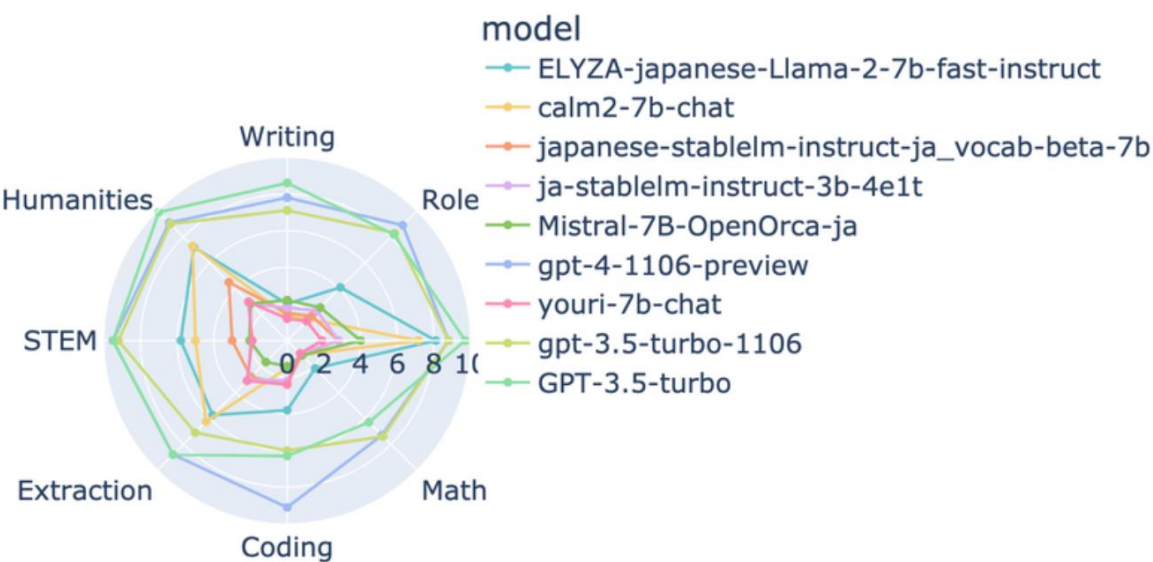 model
ELYZA-japanese-Llama-2-7b-fast-instruct
calm2-7b-chat
japanese-stablelm-instruct-ja_vocab-beta-7b
ja-stablelm-instruct-3b-4e1t
Mistral-7B-OpenOrca-ja
gpt-4-1106-preview
youri-7b-chat
gpt-3.5-turbo-1106
GPT-3.5-turbo
Writing
Humanities
Role
STEM
0 2 4 6 8 10
Extraction
Math
Coding